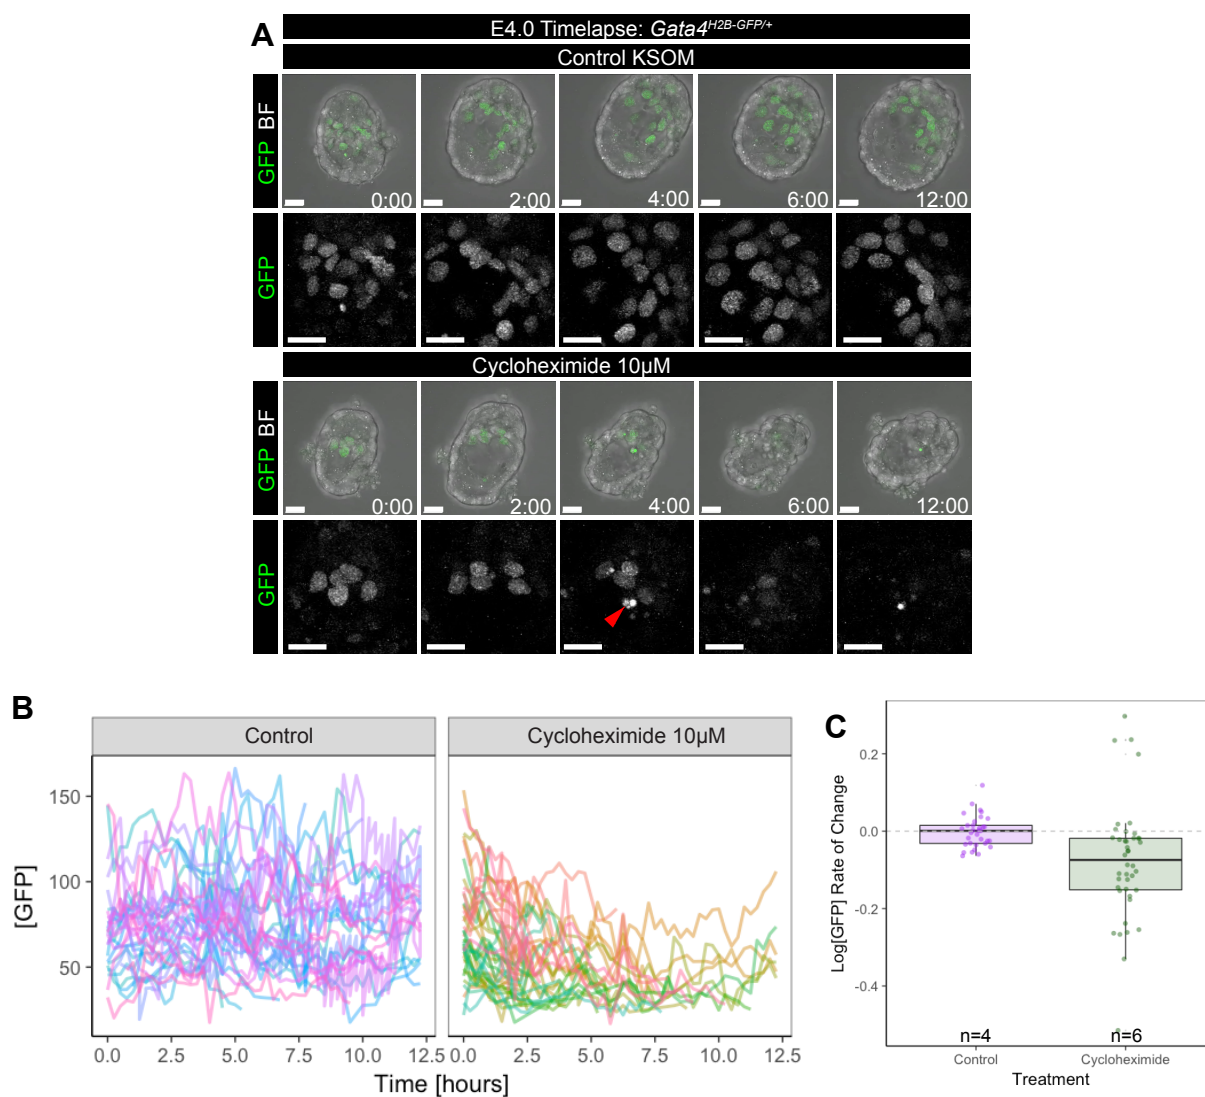 A
E4.0 Timelapse: Gata4H2B-GFP/+
Control KSOM
GFP BF
0:00
2:00
4:00
6:00
12:00
GFP
Cycloheximide 10µM
GFP BF
0:00
2:00
4:00
6:00
12:00
GFP
B
Control
Cycloheximide 10µM
[GFP]
150
100
50
0.0 2.5 5.0 7.5 10.0 12.5
0.0 2.5 5.0 7.5 10.0 12.5
Time [hours]
C
Log[GFP] Rate of Change
0.2
0.0
-0.2
-0.4
n=4
n=6
Control
Cycloheximide
Treatment